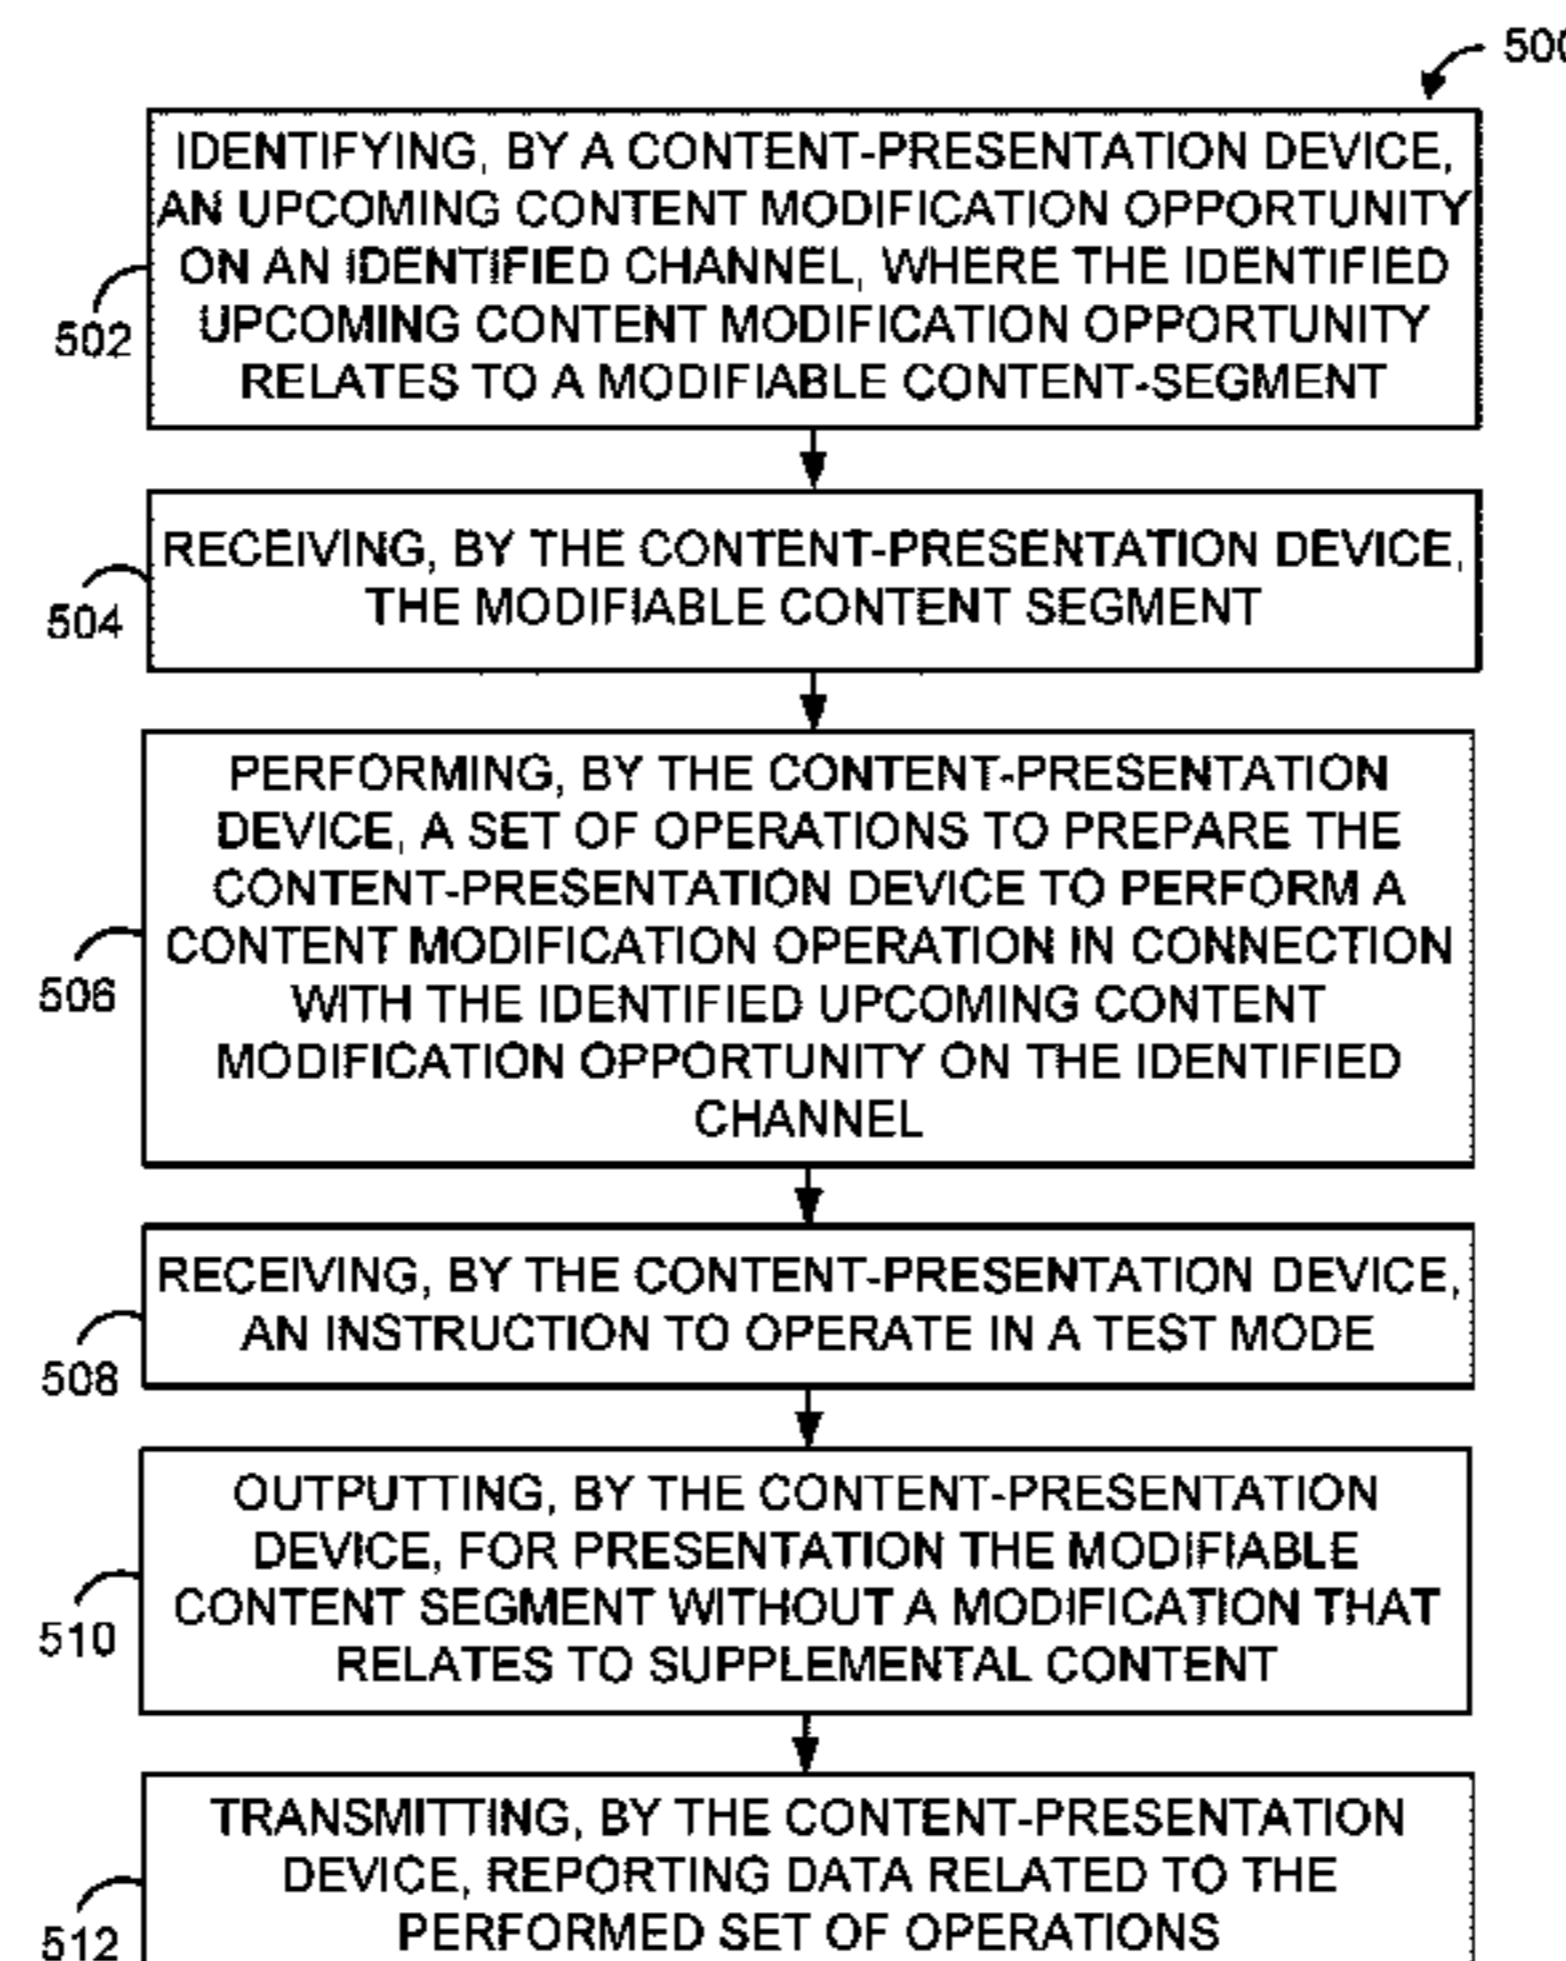 500
IDENTIFYING, BY A CONTENT-PRESENTATION DEVICE,
AN UPCOMING CONTENT MODIFICATION OPPORTUNITY
ON AN IDENTIFIED CHANNEL, WHERE THE IDENTIFIED
UPCOMING CONTENT MODIFICATION OPPORTUNITY
RELATES TO A MODIFIABLE CONTENT-SEGMENT
502
RECEIVING, BY THE CONTENT-PRESENTATION DEVICE,
THE MODIFIABLE CONTENT SEGMENT
504
PERFORMING, BY THE CONTENT-PRESENTATION
DEVICE, A SET OF OPERATIONS TO PREPARE THE
CONTENT-PRESENTATION DEVICE TO PERFORM A
CONTENT MODIFICATION OPERATION IN CONNECTION
WITH THE IDENTIFIED UPCOMING CONTENT
MODIFICATION OPPORTUNITY ON THE IDENTIFIED
CHANNEL
506
RECEIVING, BY THE CONTENT-PRESENTATION DEVICE,
AN INSTRUCTION TO OPERATE IN A TEST MODE
508
OUTPUTTING, BY THE CONTENT-PRESENTATION
DEVICE, FOR PRESENTATION THE MODIFIABLE
CONTENT SEGMENT WITHOUT A MODIFICATION THAT
RELATES TO SUPPLEMENTAL CONTENT
510
TRANSMITTING, BY THE CONTENT-PRESENTATION
DEVICE, REPORTING DATA RELATED TO THE
PERFORMED SET OF OPERATIONS
512